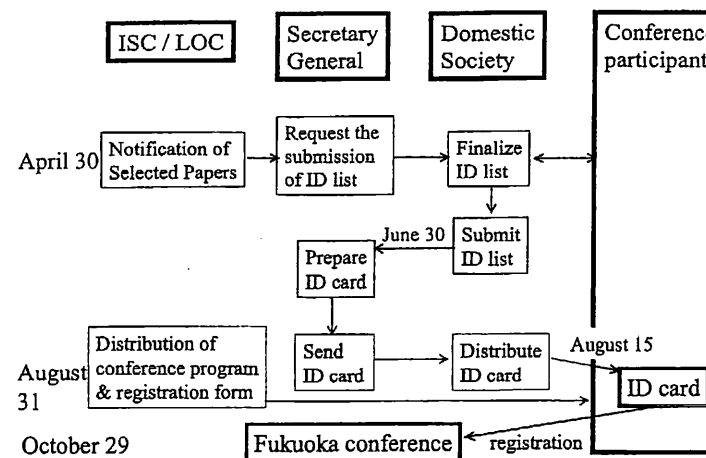 ISC / LOC
Secretary
General
Domestic
Society
Conference
participant
April 30
Notification of
Selected Papers
Request the
submission
of ID list
Finalize
ID list
June 30
Submit
ID list
Prepare
ID card
August
31
Distribution of
conference program
& registration form
Send
ID card
Distribute
ID card
August 15
ID card
October 29
Fukuoka conference
registration